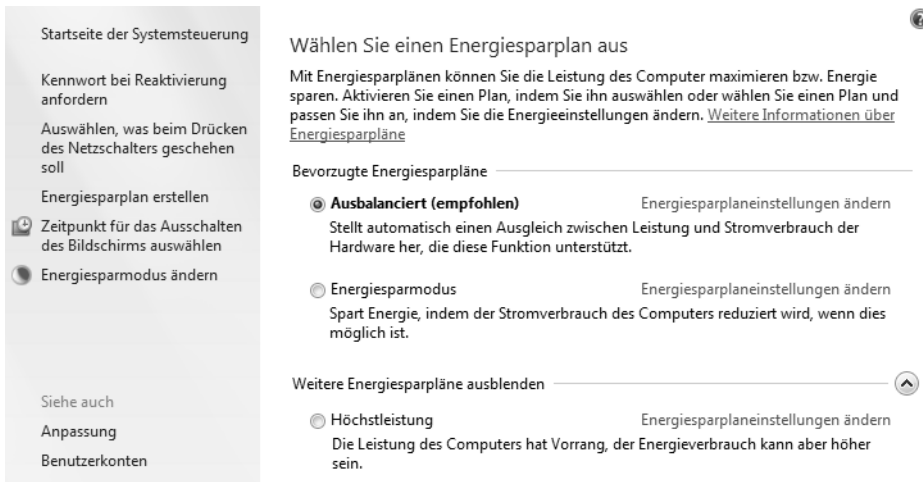 Startseite der Systemsteuerung
Kennwort bei Reaktivierung
anfordern
Auswählen, was beim Drücken
des Netzschalters geschehen
soll
Energiesparplan erstellen
Zeitpunkt für das Ausschalten
des Bildschirms auswählen
Energiesparmodus ändern
Siehe auch
Anpassung
Benutzerkonten
Wählen Sie einen Energiesparplan aus
Mit Energiesparplänen können Sie die Leistung des Computer maximieren bzw. Energie
sparen. Aktivieren Sie einen Plan, indem Sie ihn auswählen oder wählen Sie einen Plan und
passen Sie ihn an, indem Sie die Energieeinstellungen ändern. Weitere Informationen über
Energiesparpläne
Bevorzugte Energiesparpläne
Ausbalanciert (empfohlen) Energiesparplaneinstellungen ändern
Stellt automatisch einen Ausgleich zwischen Leistung und Stromverbrauch der
Hardware her, die diese Funktion unterstützt.
Energiesparmodus Energiesparplaneinstellungen ändern
Spart Energie, indem der Stromverbrauch des Computers reduziert wird, wenn dies
möglich ist.
Weitere Energiesparpläne ausblenden
Höchstleistung Energiesparplaneinstellungen ändern
Die Leistung des Computers hat Vorrang, der Energieverbrauch kann aber höher
sein.